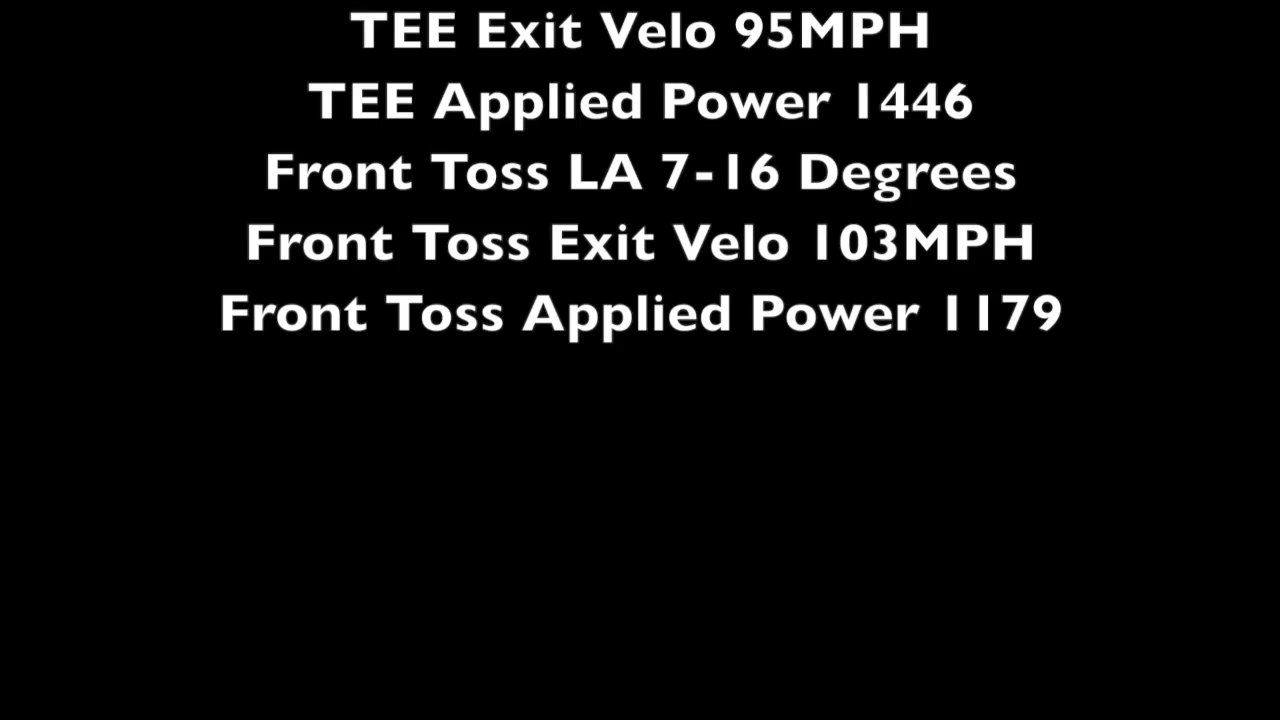 TEE Exit Velo 95MPH
TEE Applied Power 1446
Front Toss LA 7-16 Degrees
Front Toss Exit Velo 103MPH
Front Toss Applied Power 1179